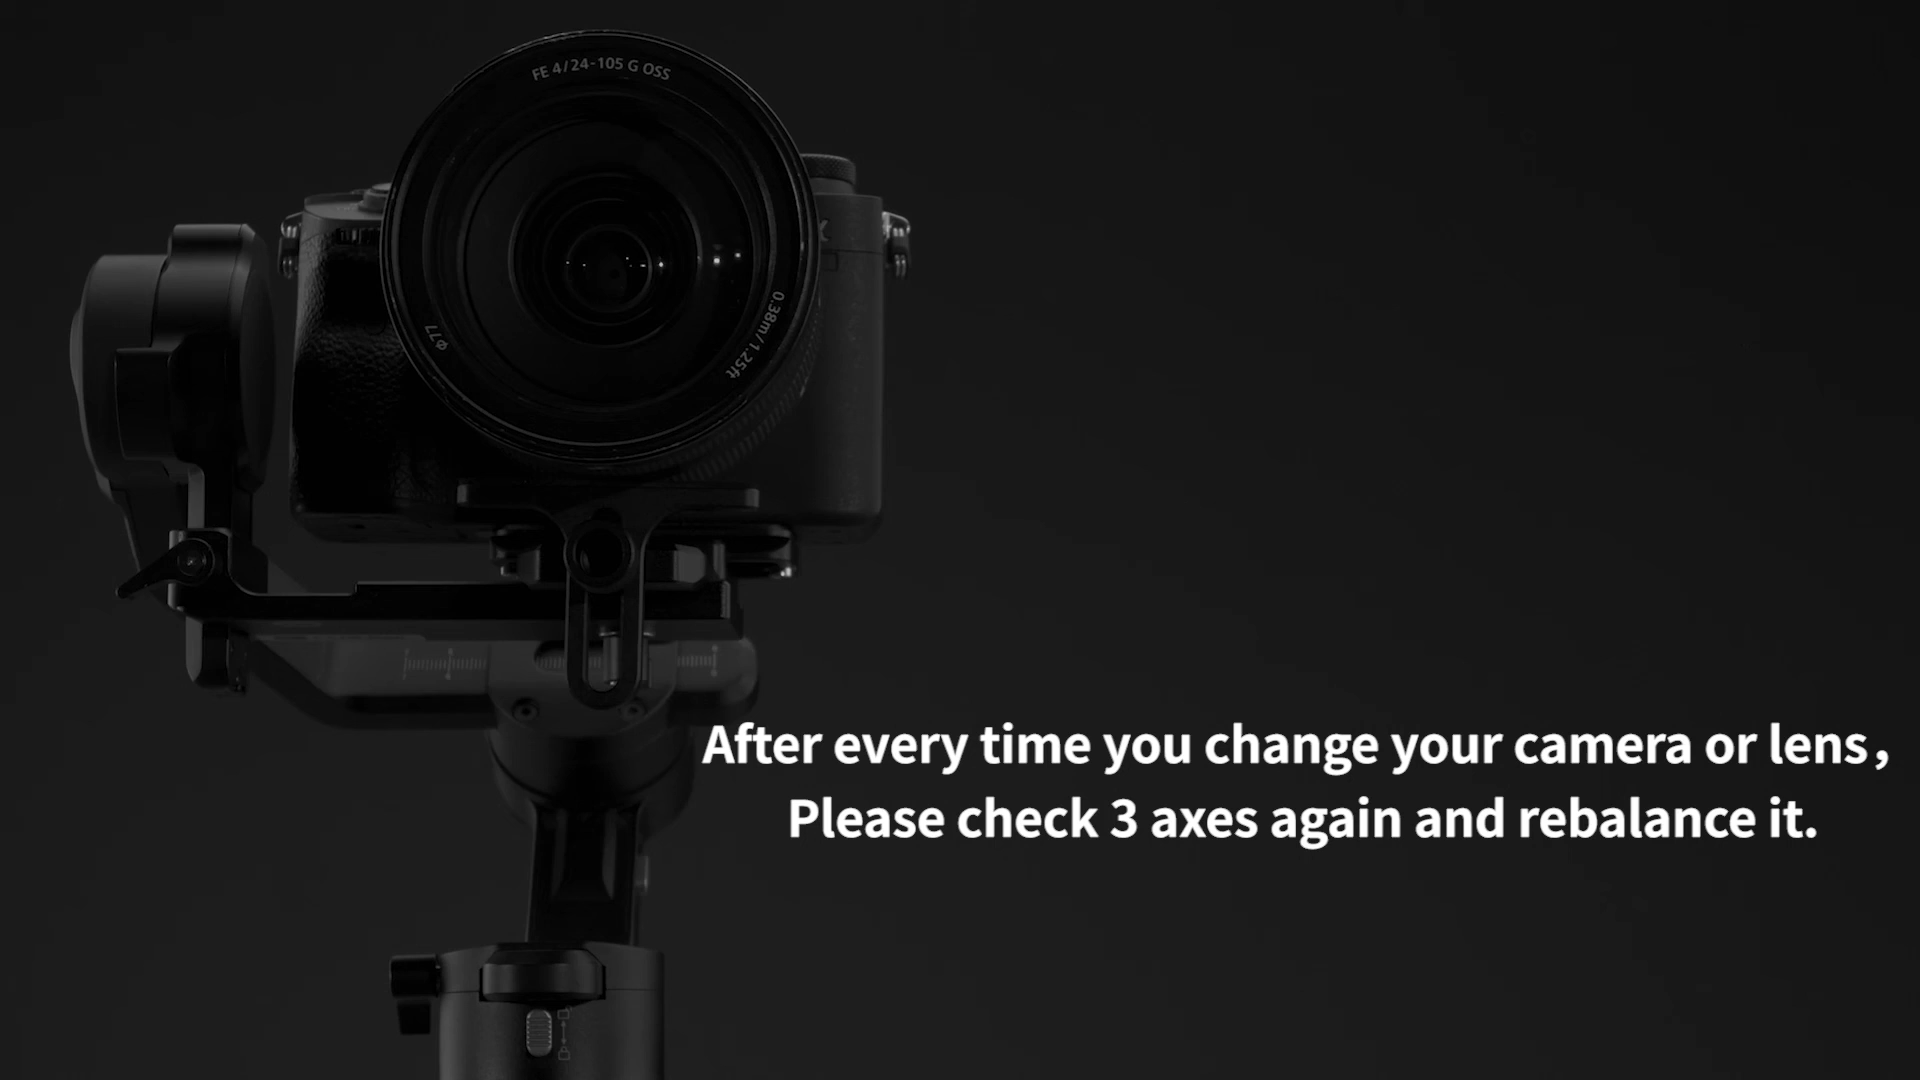 FE 4/24-105 G OSS
0.38m/1.25ft
Φ77
After every time you change your camera or lens，
Please check 3 axes again and rebalance it.